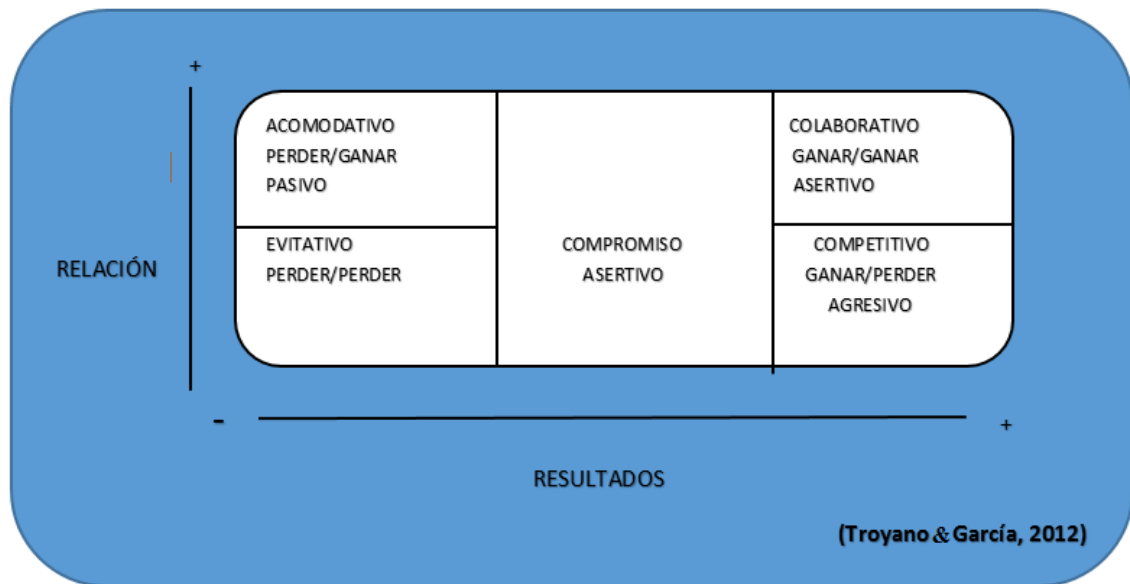 +
ACOMODATIVO
PERDER/GANAR
PASIVO
COLABORATIVO
GANAR/GANAR
ASERTIVO
RELACIÓN
EVITATIVO
PERDER/PERDER
COMPROMISO
ASERTIVO
COMPETITIVO
GANAR/PERDER
AGRESIVO
-
+
RESULTADOS
(Troyano & García, 2012)